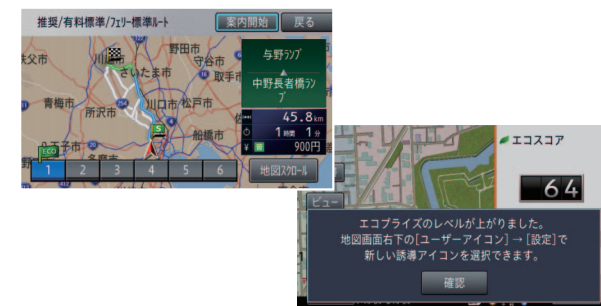 推奨/有料標準/フェリー標準ルート
案内開始
戻る
野田市
守谷市
さいたま市
取手
青梅市
所沢市
川口市
松戸市
船橋市
与野ランプ
中野長者橋ラン
プ
45.8km
1時間 1分
¥ 900円
ECO
S
1 2 3 4 5 6
地図スクロール
エコスコア
64
ビュー
エコプライズのレベルが上がりました。
地図画面右下の[ユーザーアイコン]→[設定]で
新しい誘導アイコンを選択できます。
確認